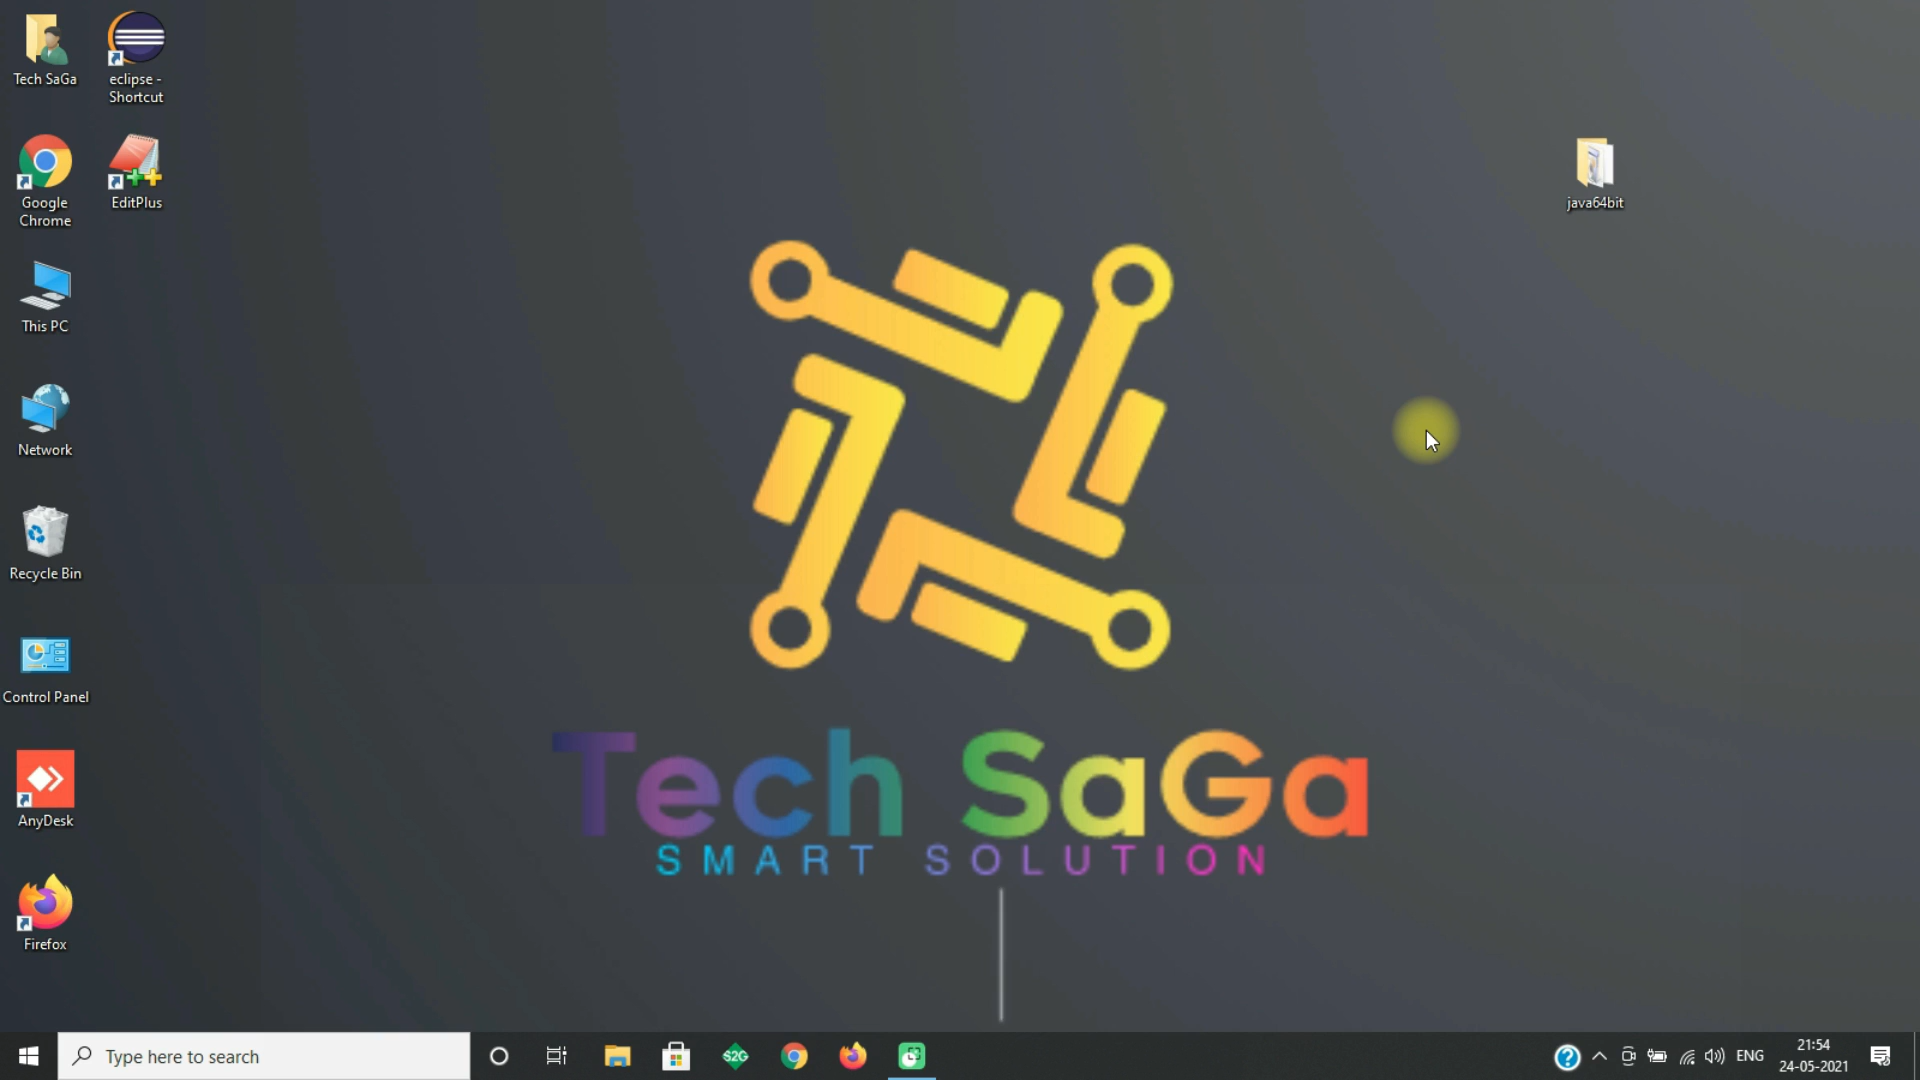 Tech SaGa
eclipse -
Shortcut
Google
Chrome
EditPlus
This PC
Network
Recycle Bin
Control Panel
AnyDesk
Firefox
java64bit
Tech SaGa
SMART SOLUTION
Type here to search
S2G
ENG
21:54
24-05-2021